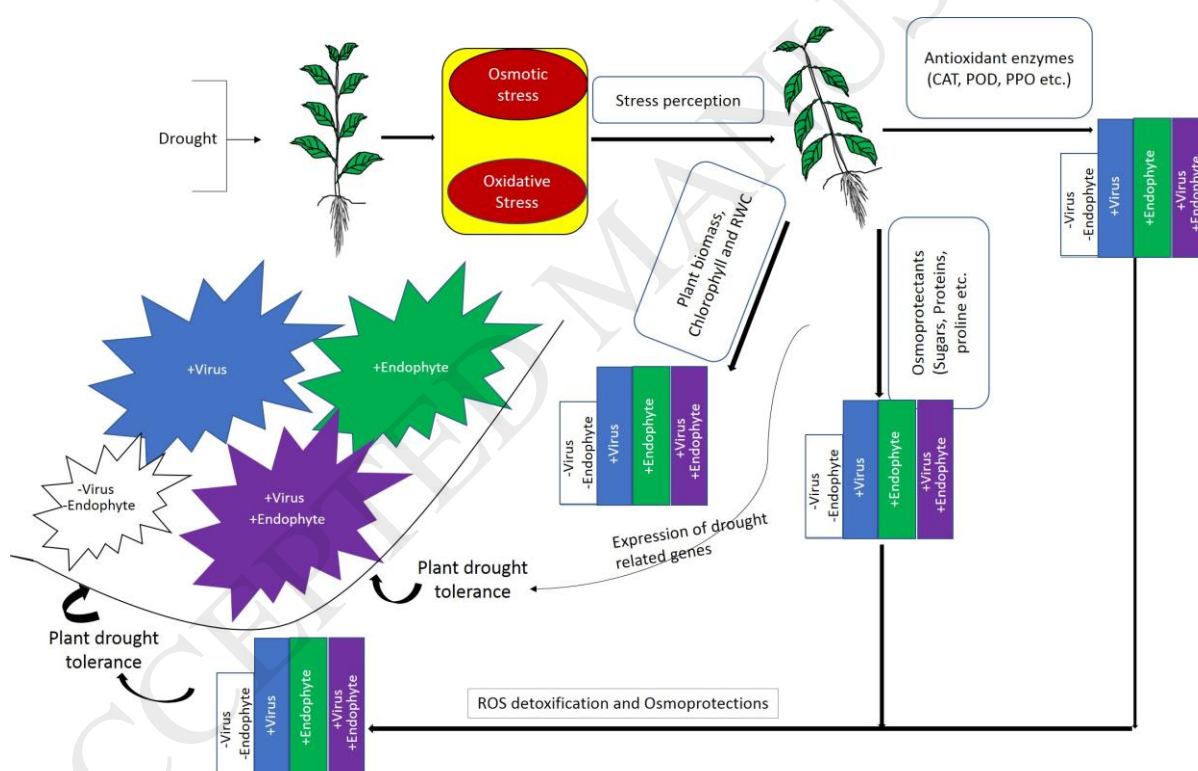 Drought
Osmotic
stress
Oxidative
Stress
Stress perception
Antioxidant enzymes
(CAT, POD, PPO etc.)
-Virus
-Endophyte
+Virus
+Endophyte
+Virus
+Endophyte
Plant biomass,
Chlorophyll and RWC
Osmoprotectants
(Sugars, Proteins,
proline etc.
+Virus
+Endophyte
-Virus
-Endophyte
+Virus
+Endophyte
-Virus
-Endophyte
+Virus
+Endophyte
+Virus
+Endophyte
-Virus
-Endophyte
+Virus
+Endophyte
+Virus
+Endophyte
Expression of drought
related genes
Plant drought
tolerance
Plant drought
tolerance
-Virus
-Endophyte
+Virus
+Endophyte
+Virus
+Endophyte
ROS detoxification and Osmoprotections
CCEPTED MANUS